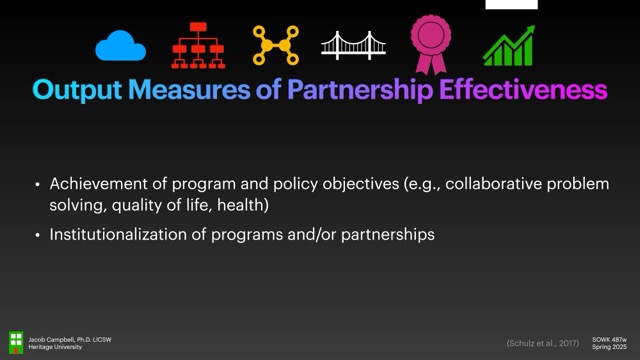 Output Measures of Partnership Effectiveness
• Achievement of program and policy objectives (e.g., collaborative problem
solving, quality of life, health)
• Institutionalization of programs and/or partnerships
Jacob Campbell, Ph.D. LICSW
Heritage University
(Schulz et al., 2017)
SOWK 487w
Spring 2025